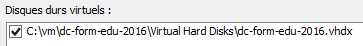 Disques durs virtuels :
C:\vm\dc-form-edu-2016\Virtual Hard Disks\dc-form-edu-2016.vhdx